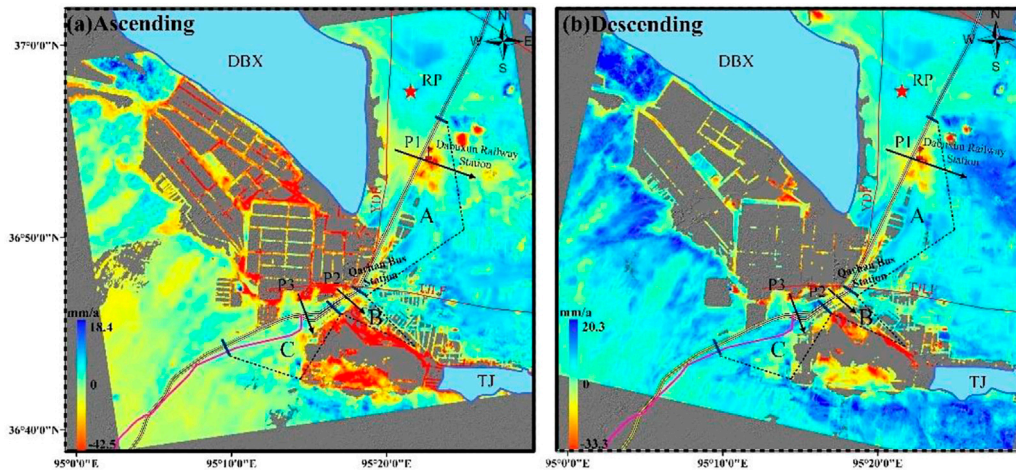 (a)Ascending
N
W
E
S
DBX
RP
P1
Dabuxun Railway
Station
YDF
A
Qarhan Bus
Station
P2
P3
B
C
TJ
mm/a
18.4
0
-42.5
37°0'0"N
36°50'0"N
36°40'0"N
95°0'0"E
95°10'0"E
95°20'0"E
(b)Descending
N
W
E
S
DBX
RP
P1
Dabuxun Railway
Station
YDF
A
Qarhan Bus
Station
P2
P3
B
C
TJ
mm/a
20.3
0
-33.3
95°0'0"E
95°10'0"E
95°20'0"E